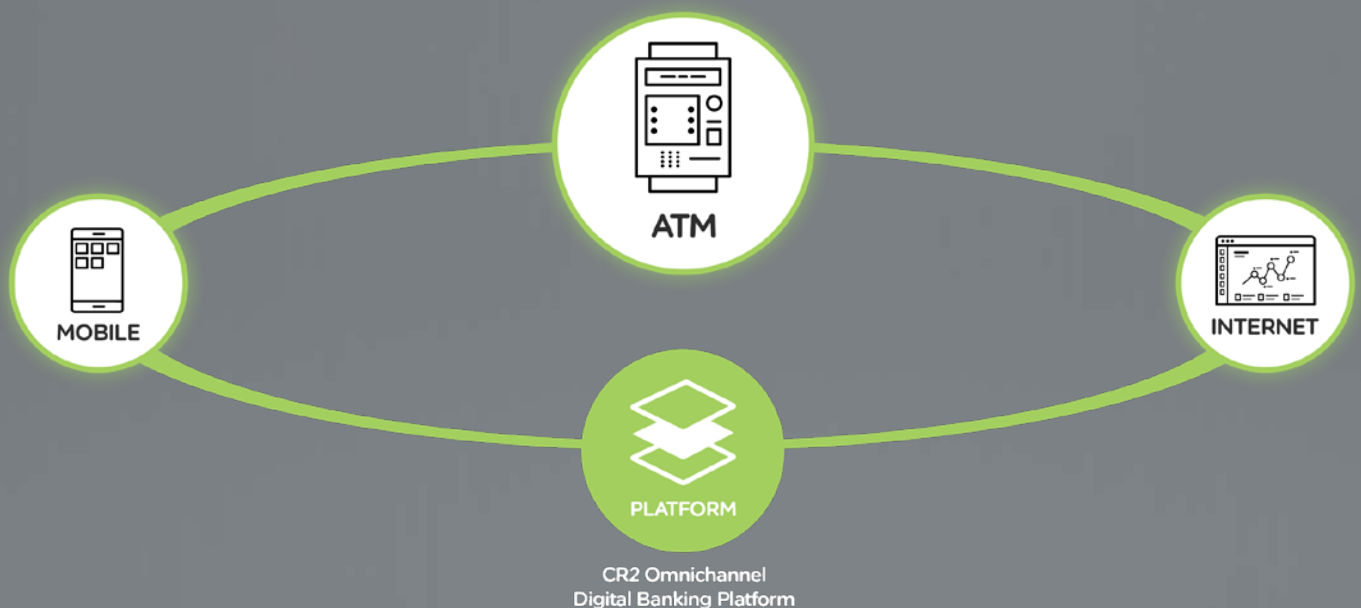 ATM
MOBILE
INTERNET
PLATFORM
CR2 Omnichannel
Digital Banking Platform